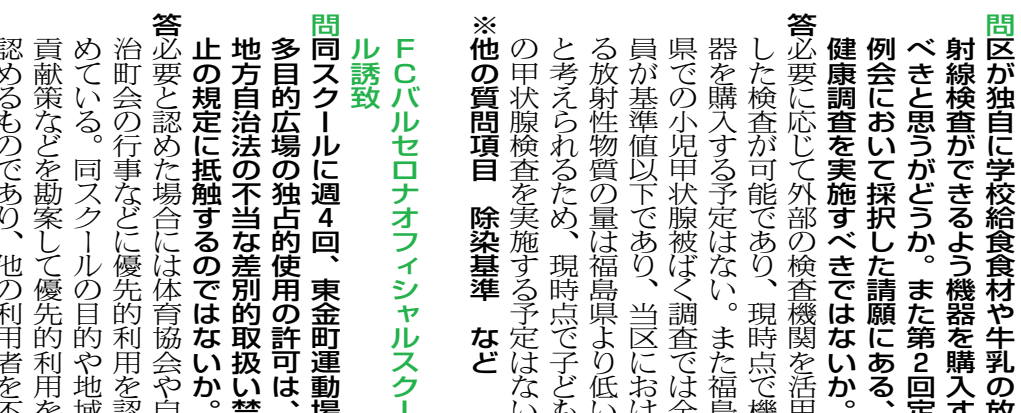 問区が独自に学校給食食材や牛乳の放
射線検査ができるよう機器を購入す
べきと思うがどうか。また第2回定
例会において採択した請願にある、
健康調査を実施すべきではないか。
答必要に応じて外部の検査機関を活用
した検査が可能であり、現時点で機
器を購入する予定はない。また福島
県での小児甲状腺被ばく調査では全
員が基準値以下であり、当区におけ
る放射性物質の量は福島県より低い
と考えられるため、現時点で子ども
の甲状腺検査を実施する予定はない
※他の質問項目 除染基準 など
FCバルセロナオフィシャルスクー
ル誘致
問同スクールに週4回、東金町運動場
多目的広場の独占的使用の許可は、
地方自治法の不当な差別的取扱い禁
止の規定に抵触するのではないか。
答必要と認めた場合には体育協会や自
治町会の行事などに優先的利用を認
めている。同スクールの目的や地域
貢献策などを勘案して優先的利用を
認めるものであり、他の利用者を不